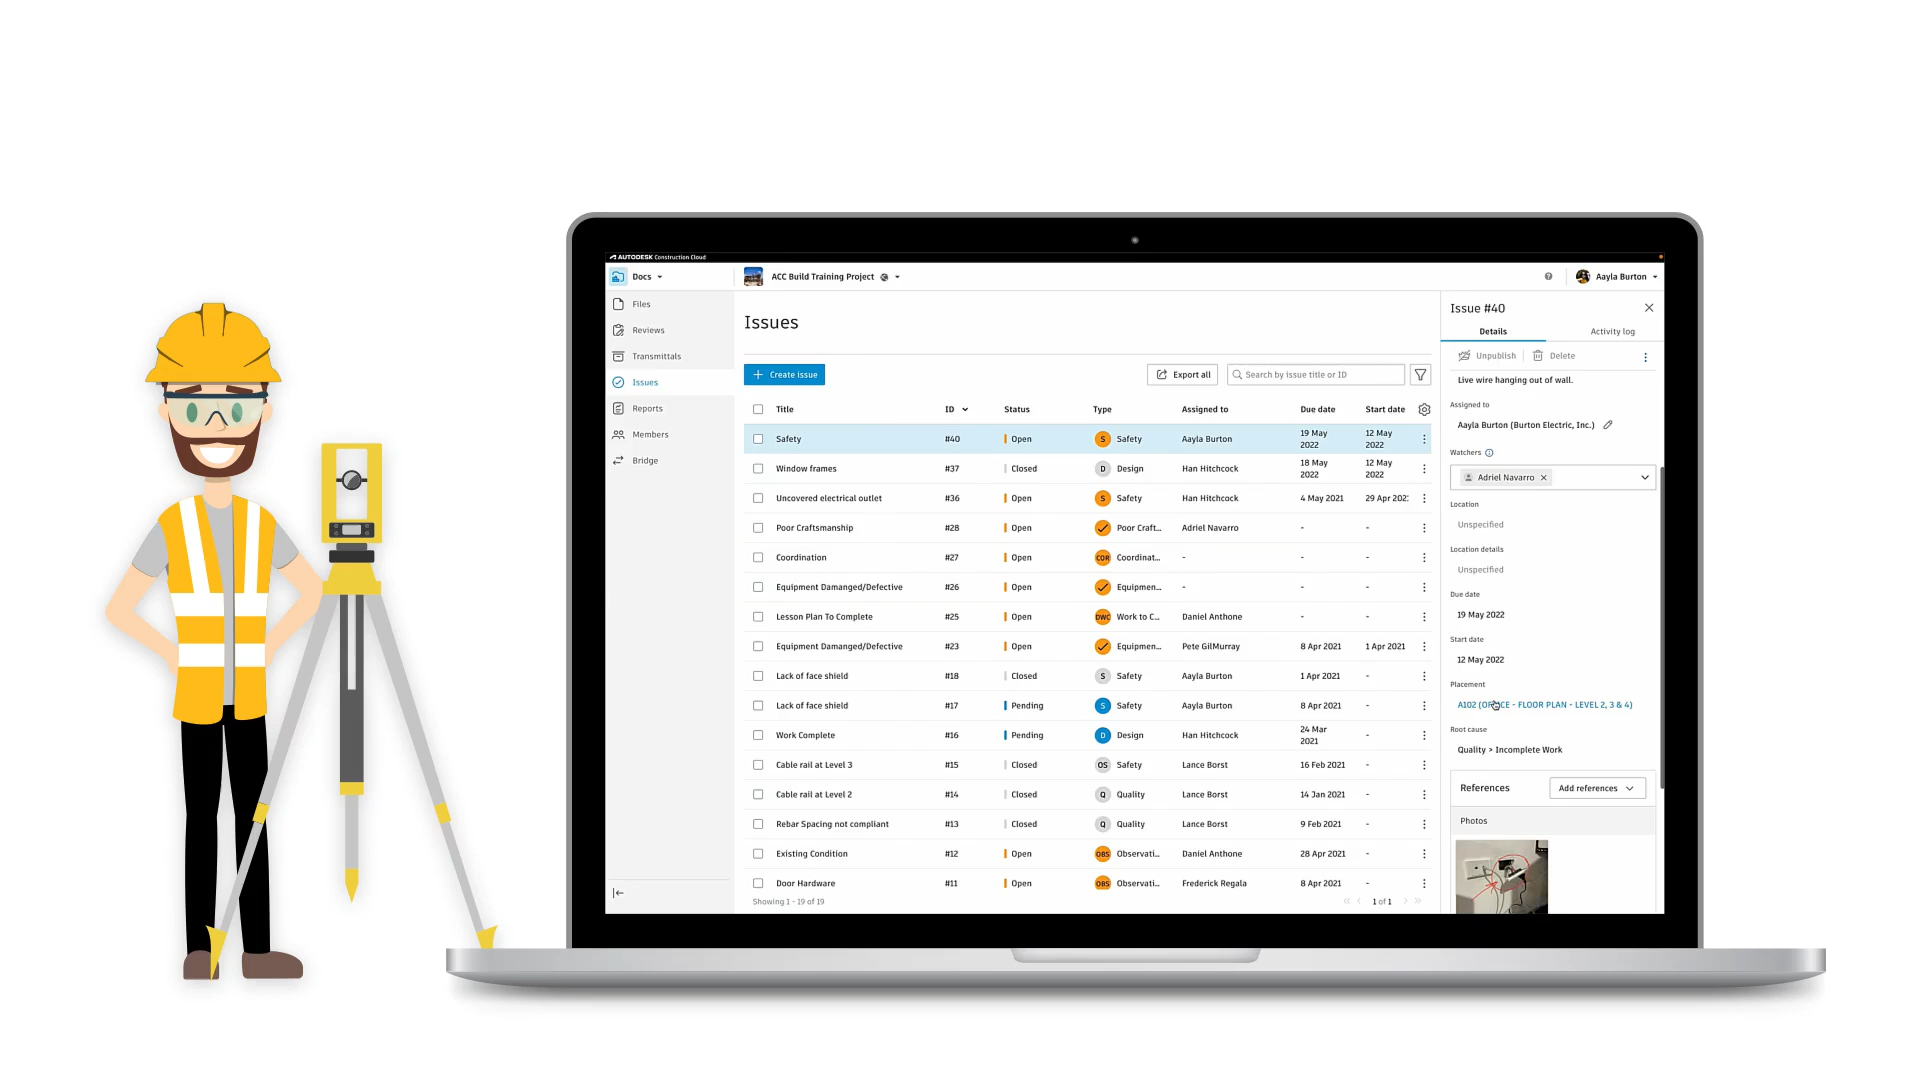 AUTODESK Construction Cloud
Docs
ACC Build Training Project
Aayla Burton
Files
Reviews
Transmittals
Issues
Reports
Members
Bridge
Issues
Create issue
Export all
Search by issue title or ID
Title ID Status Type Assigned to Due date Start date
Safety #40 Open S Safety Aayla Burton 19 May 2022 12 May 2022
Window frames #37 Closed D Design Han Hitchcock 18 May 2022 12 May 2022
Uncovered electrical outlet #36 Open S Safety Han Hitchcock 4 May 2021 29 Apr 202
Poor Craftsmanship #28 Open Poor Craft... Adriel Navarro - -
Coordination #27 Open COR Coordinat... - - -
Equipment Damanged/Defective #26 Open Equipmen... - - -
Lesson Plan To Complete #25 Open DWC Work to C... Daniel Anthone - -
Equipment Damanged/Defective #23 Open Equipmen... Pete GilMurray 8 Apr 2021 1 Apr 2021
Lack of face shield #18 Closed S Safety Aayla Burton 1 Apr 2021 -
Lack of face shield #17 Pending S Safety Aayla Burton 8 Apr 2021 -
Work Complete #16 Pending D Design Han Hitchcock 24 Mar 2021 -
Cable rail at Level 3 #15 Closed OS Safety Lance Borst 16 Feb 2021 -
Cable rail at Level 2 #14 Closed Q Quality Lance Borst 14 Jan 2021 -
Rebar Spacing not compliant #13 Closed Q Quality Lance Borst 9 Feb 2021 -
Existing Condition #12 Open OBS Observati... Daniel Anthone 28 Apr 2021 -
Door Hardware #11 Open OBS Observati... Frederick Regala 8 Apr 2021 -
Showing 1 - 19 of 19
1 of 1
Issue #40
Details Activity log
Unpublish Delete
Live wire hanging out of wall.
Assigned to
Aayla Burton (Burton Electric, Inc.)
Watchers
Adriel Navarro
Location
Unspecified
Location details
Unspecified
Due date
19 May 2022
Start date
12 May 2022
Placement
A102 (OF CE - FLOOR PLAN - LEVEL 2, 3 & 4)
Root cause
Quality > Incomplete Work
References Add references
Photos